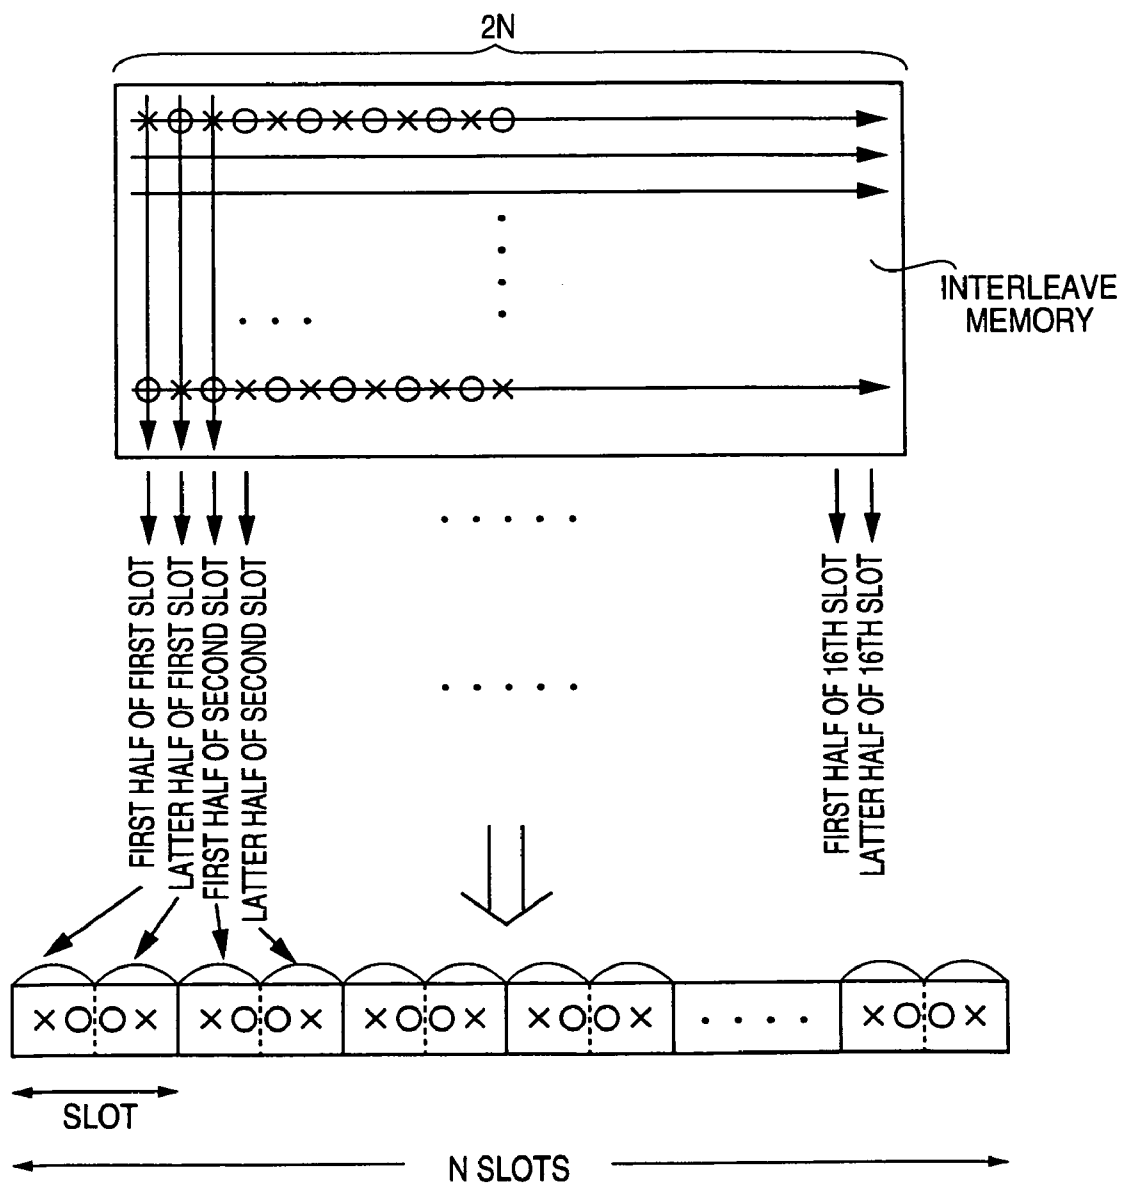 2N
INTERLEAVE
MEMORY
FIRST HALF OF FIRST SLOT
LATTER HALF OF FIRST SLOT
FIRST HALF OF SECOND SLOT
LATTER HALF OF SECOND SLOT
FIRST HALF OF 16TH SLOT
LATTER HALF OF 16TH SLOT
SLOT
N SLOTS